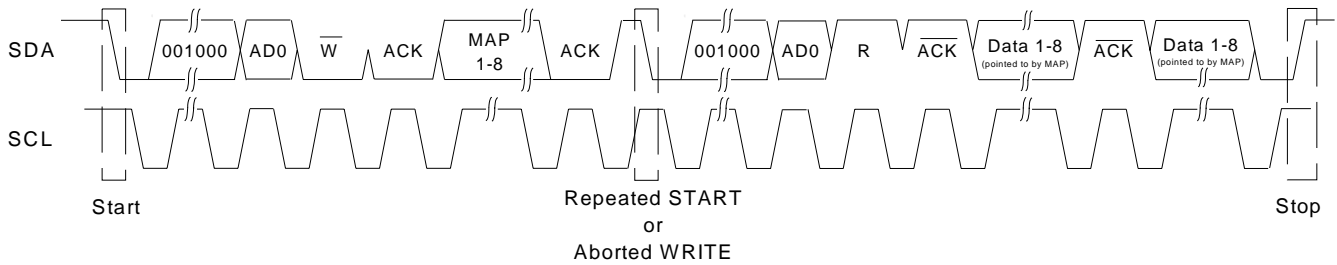 SDA 001000 AD0 W ACK MAP 1-8 ACK 001000 AD0 R ACK Data 1-8 (pointed to by MAP) ACK Data 1-8 (pointed to by MAP)
SCL
Start
Repeated START
or
Aborted WRITE
Stop